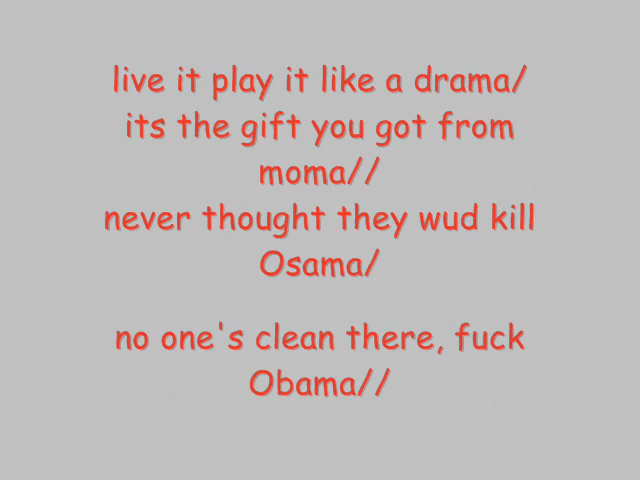 live it play it like a drama/
its the gift you got from
moma//
never thought they wud kill
Osama/
no one's clean there, fuck
Obama//